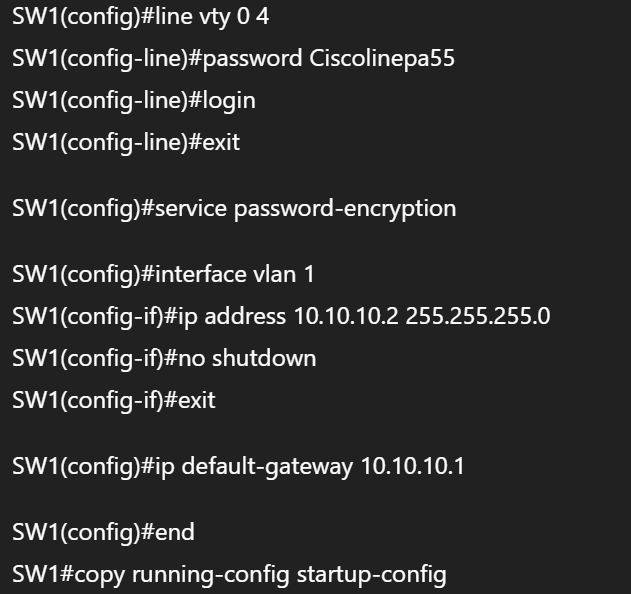 SW1(config)#line vty 0 4
SW1(config-line)#password Ciscolinepa55
SW1(config-line)#login
SW1(config-line)#exit
SW1(config)#service password-encryption
SW1(config)#interface vlan 1
SW1(config-if)#ip address 10.10.10.2 255.255.255.0
SW1(config-if)#no shutdown
SW1(config-if)#exit
SW1(config)#ip default-gateway 10.10.10.1
SW1(config)#end
SW1#copy running-config startup-config